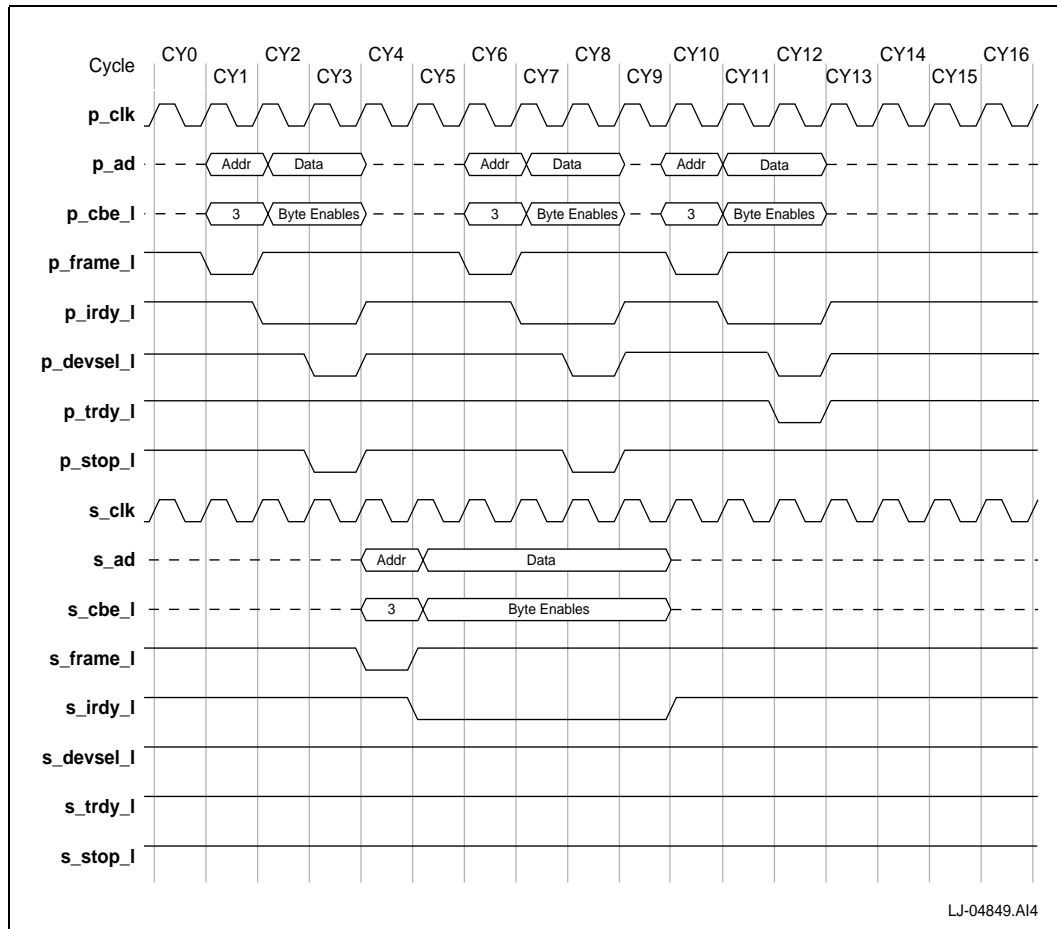 Cycle CY0 CY2 CY4 CY6 CY8 CY10 CY12 CY14 CY16
CY1 CY3 CY5 CY7 CY9 CY11 CY13 CY15
p_clk
p_ad Addr Data Addr Data Addr Data
p_cbe_l 3 Byte Enables 3 Byte Enables 3 Byte Enables
p_frame_l
p_irdy_l
p_devsel_l
p_trdy_l
p_stop_l
s_clk
s_ad Addr Data
s_cbe_l 3 Byte Enables
s_frame_l
s_irdy_l
s_devsel_l
s_trdy_l
s_stop_l
LJ-04849.AI4